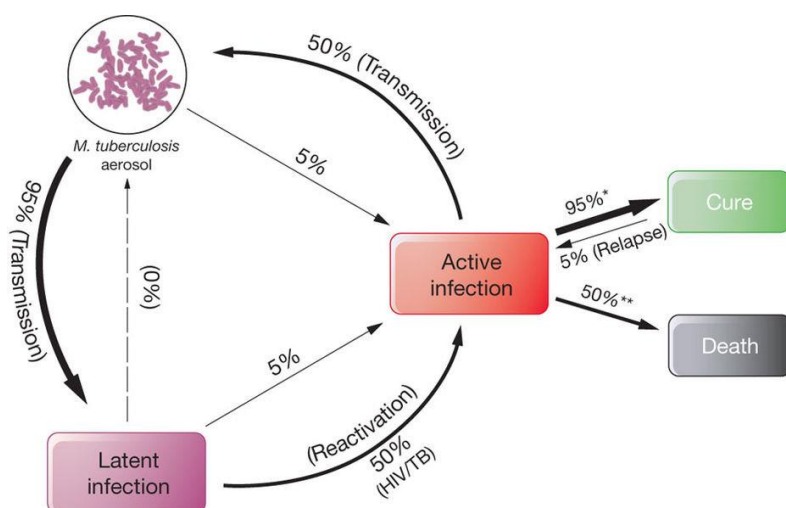 50% (Transmission)
M. tuberculosis
aerosol
5%
95% (Transmission)
(0%)
95%*
Cure
5% (Relapse)
Active
infection
50%**
Death
5%
(Reactivation)
50%
(HIV/TB)
Latent
infection